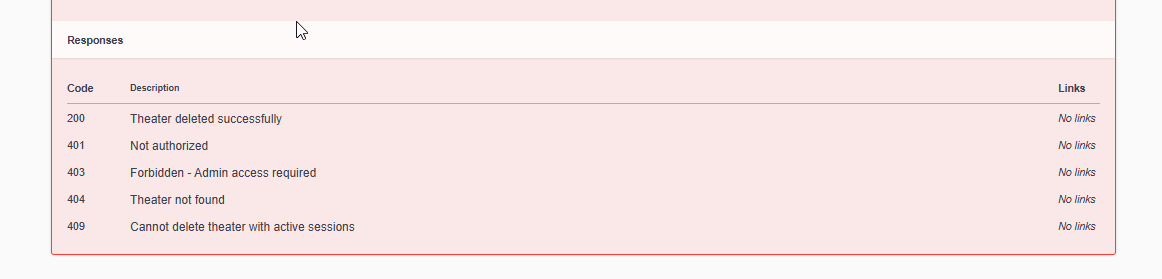 Responses
Code Description Links
200 Theater deleted successfully No links
401 Not authorized No links
403 Forbidden - Admin access required No links
404 Theater not found No links
409 Cannot delete theater with active sessions No links